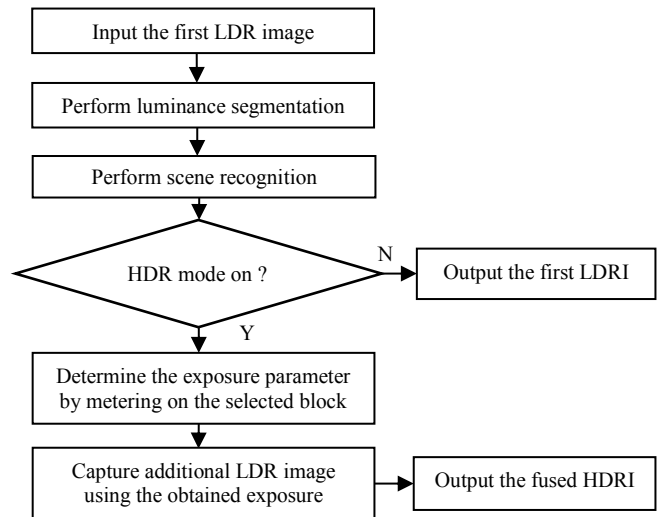 Input the first LDR image
Perform luminance segmentation
Perform scene recognition
HDR mode on ?
N
Output the first LDRI
Y
Determine the exposure parameter
by metering on the selected block
Capture additional LDR image
using the obtained exposure
Output the fused HDRI